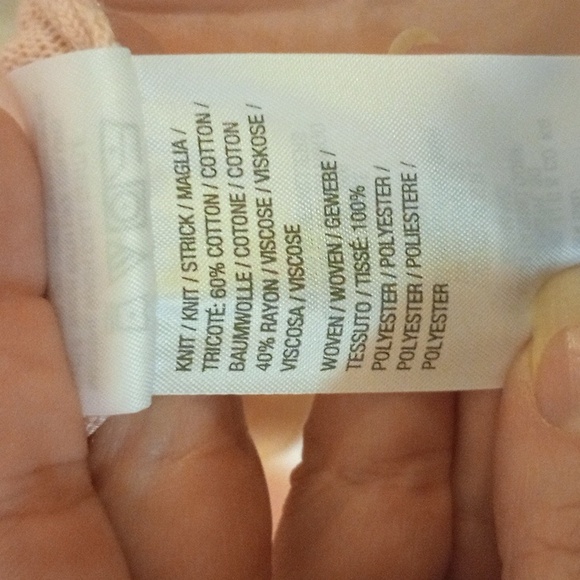 KNIT / KNIT / STRICK / MAGLIA /
TRICOTÉ: 60% COTTON / COTTON /
BAUMWOLLE / COTONE / COTON
40% RAYON / VISCOSE / VISKOSE /
VISCOSA / VISCOSE
WOVEN / WOVEN / GEWEBE /
TESSUTO / TISSÉ: 100%
POLYESTER / POLYESTER /
POLYESTER / POLIESTERE /
POLYESTER